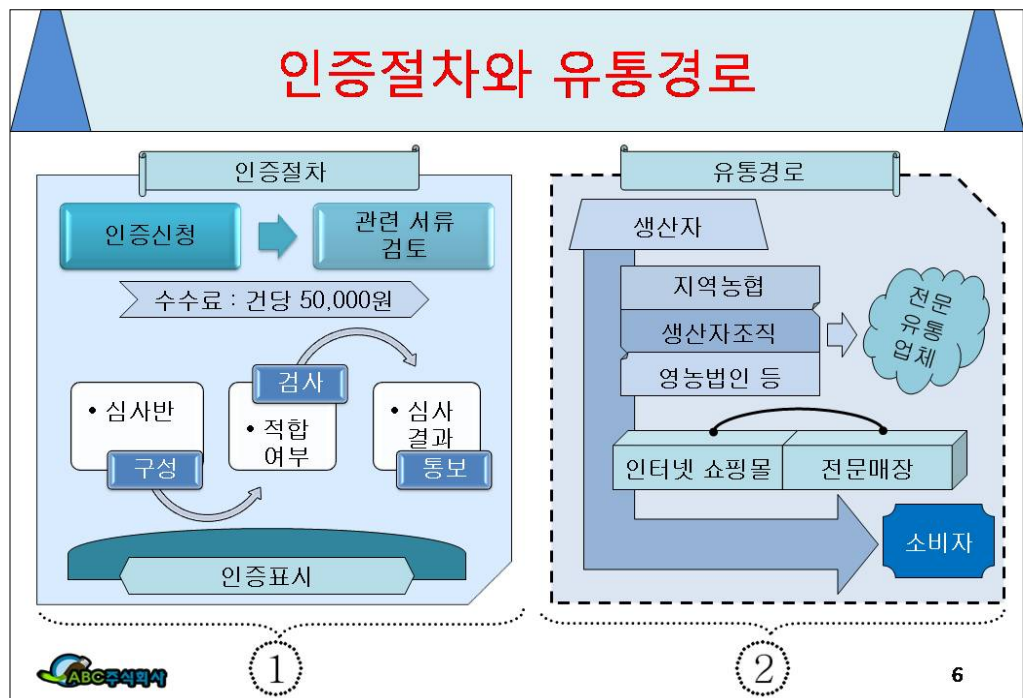 인증절차와 유통경로
인증절차
인증신청
관련 서류
검토
수수료 : 건당 50,000원
• 심사반
구성
검사
• 적합
여부
• 심사
결과
통보
인증표시
1
유통경로
생산자
지역농협
생산자조직
영농법인 등
전문
유통
업체
인터넷 쇼핑몰
전문매장
소비자
2
ABC주식회사
6